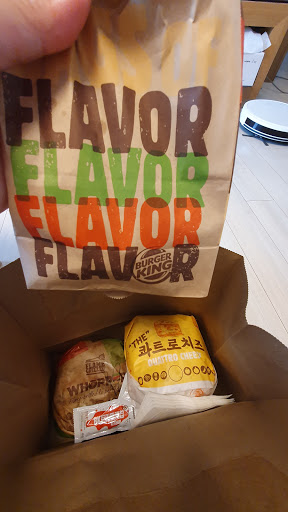 FLAVOR
FLAVOR
FLAVOR
FLAVOR
BURGER
KING
WHOPPER
"THE"
콰트로치즈
QUATTRO CHEESE